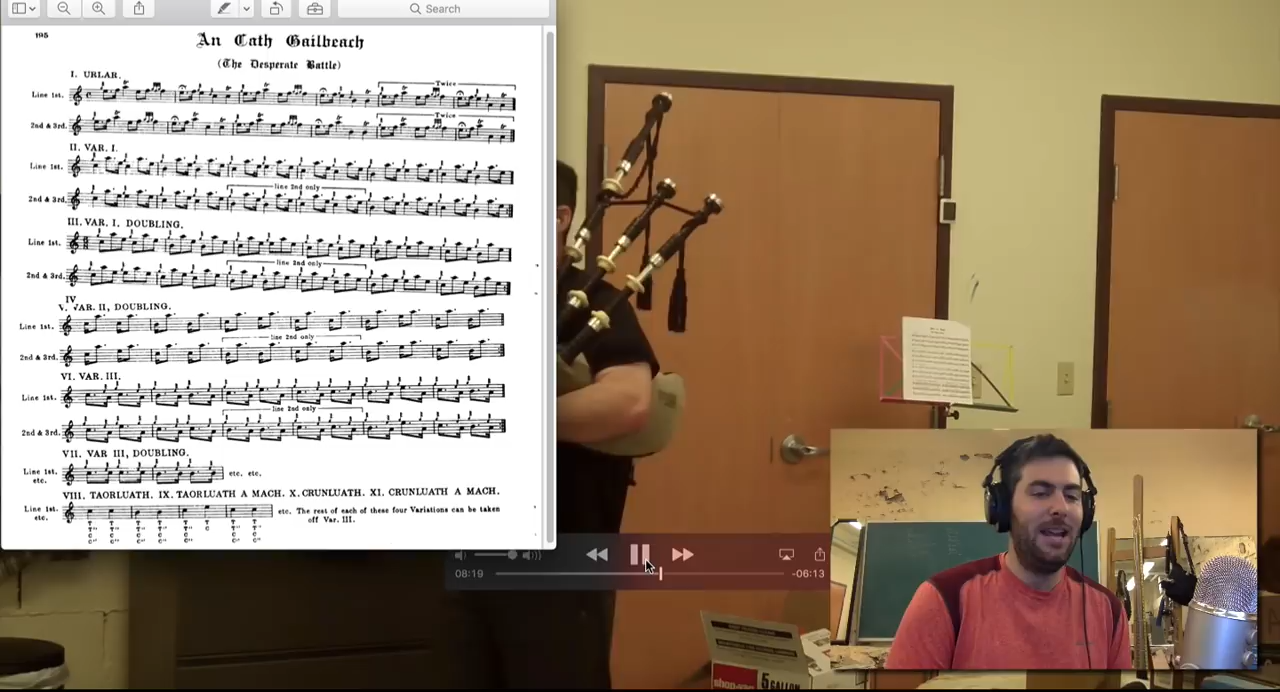 Search
195
An Cath Gailbeach
(The Desperate Battle)
I. URLAR.
Twice
Line 1st.
Twice
2nd & 3rd.
II. VAR. I.
Line 1st.
line 2nd only
2nd & 3rd.
III. VAR. I. DOUBLING.
Line 1st.
line 2nd only
2nd & 3rd.
IV
V. VAR. II, DOUBLING.
Line 1st.
line 2nd only
2nd & 3rd.
VI. VAR. III.
Line 1st.
line 2nd only
2nd & 3rd.
VII. VAR III, DOUBLING.
Line 1st. etc. etc.
etc.
VIII. TAORLUATH. IX. TAORLUATH A MACH. X. CRUNLUATH. XI. CRUNLUATH A MACH.
Line 1st. etc. The rest of each of these four Variations can be taken
etc. off Var. III.
08:19 -06:13
5 GALLON